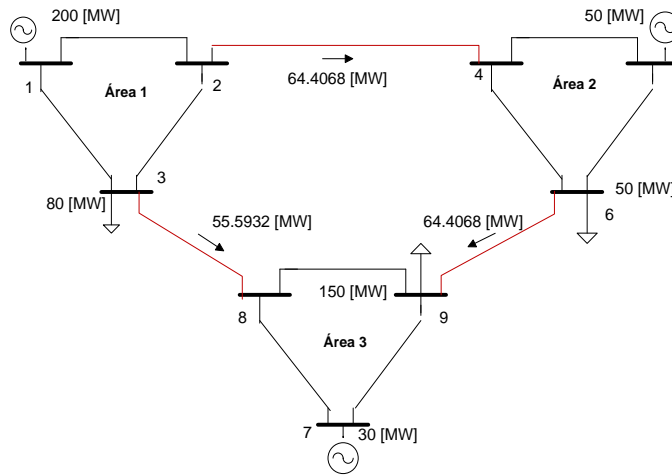 200 [MW]
50 [MW]
1
Área 1
2
64.4068 [MW]
4
Área 2
3
80 [MW]
50 [MW]
6
55.5932 [MW]
64.4068 [MW]
150 [MW]
8
9
Área 3
7
30 [MW]